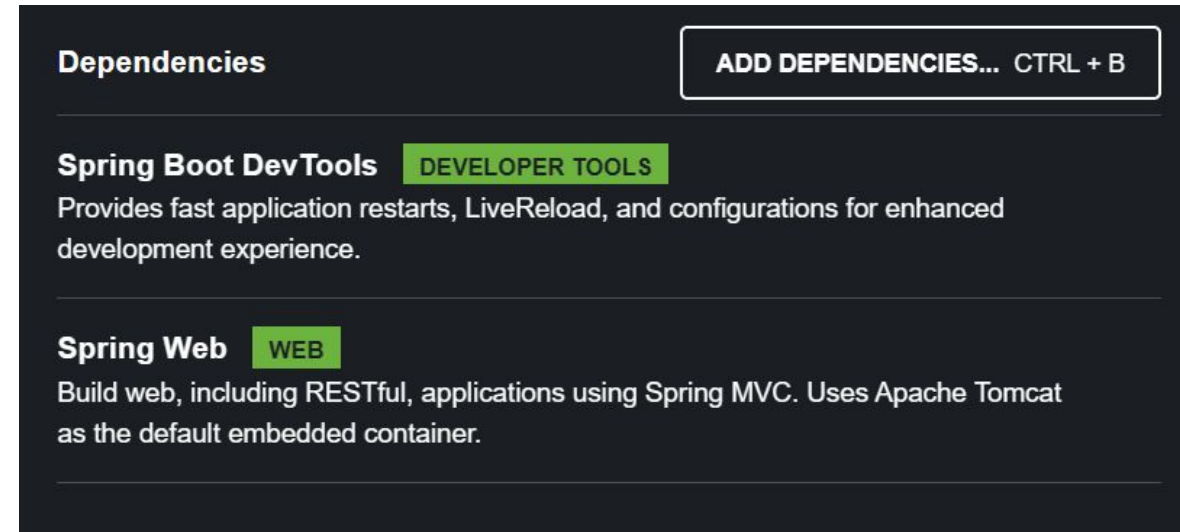 Dependencies
ADD DEPENDENCIES... CTRL + B
Spring Boot DevTools DEVELOPER TOOLS
Provides fast application restarts, LiveReload, and configurations for enhanced
development experience.
Spring Web WEB
Build web, including RESTful, applications using Spring MVC. Uses Apache Tomcat
as the default embedded container.